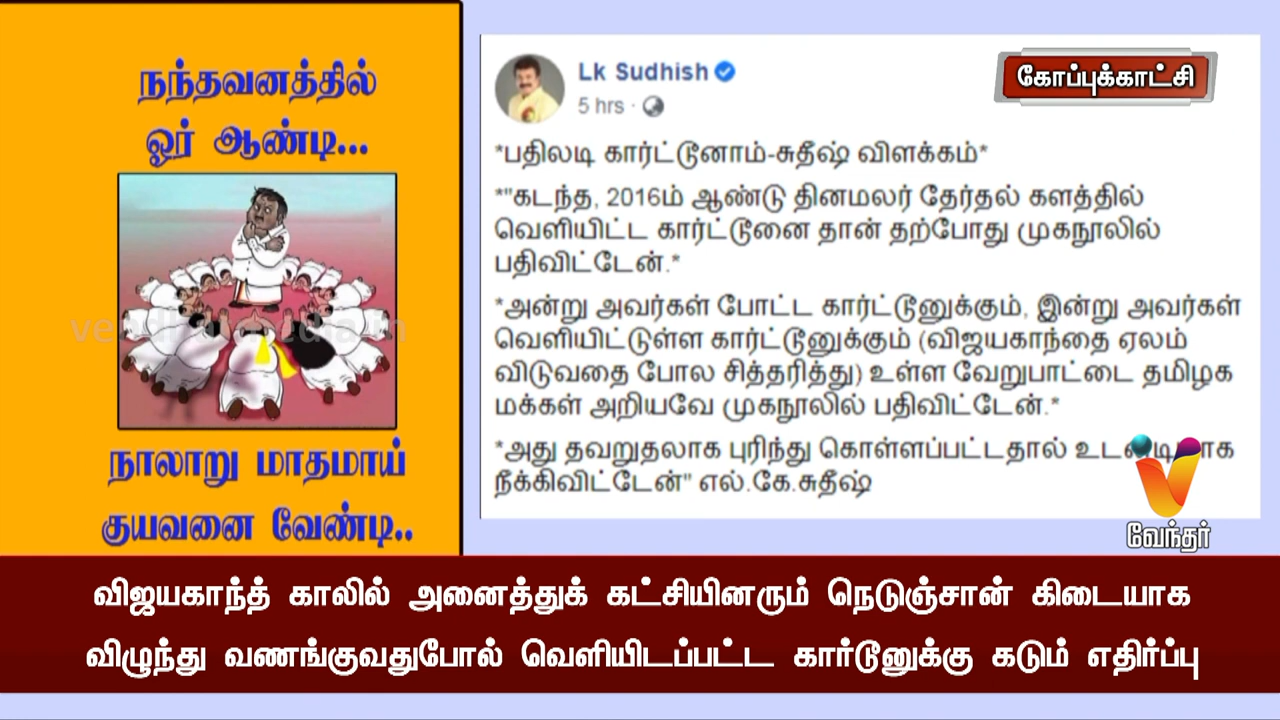 நந்தவனத்தில்
ஓர் ஆண்டி...
நாலாறு மாதமாய்
குயவனை வேண்டி..
Lk Sudhish
5 hrs ·
கோப்புக்காட்சி
*பதிலடி கார்ட்டூனாம்-சுதீஷ் விளக்கம்*
*"கடந்த, 2016ம் ஆண்டு தினமலர் தேர்தல் களத்தில்
வெளியிட்ட கார்ட்டூனை தான் தற்போது முகநூலில்
பதிவிட்டேன்.*
*அன்று அவர்கள் போட்ட கார்ட்டூனுக்கும், இன்று அவர்கள்
வெளியிட்டுள்ள கார்ட்டூனுக்கும் (விஜயகாந்தை ஏலம்
விடுவதை போல சித்தரித்து) உள்ள வேறுபாட்டை தமிழக
மக்கள் அறியவே முகநூலில் பதிவிட்டேன்.*
*அது தவறுதலாக புரிந்து கொள்ளப்பட்டதால்
நீக்கிவிட்டேன்" எல்.கே.சுதீஷ்
வேந்தர்
விஜயகாந்த் காலில் அனைத்துக் கட்சியினரும் நெடுஞ்சான் கிடையாக
விழுந்து வணங்குவதுபோல் வெளியிடப்பட்ட கார்டூனுக்கு கடும் எதிர்ப்பு